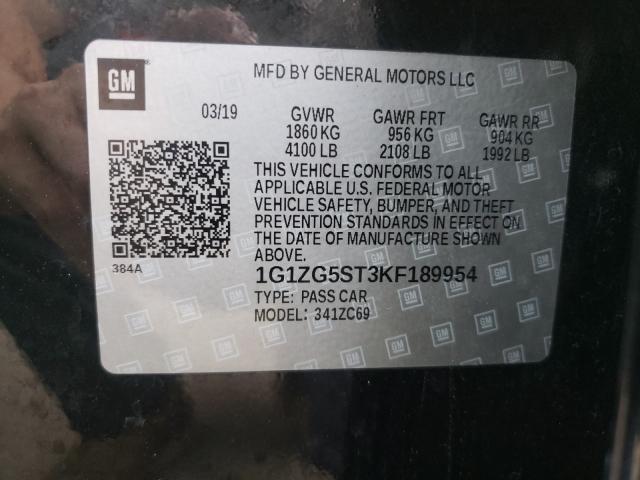 GM
MFD BY GENERAL MOTORS LLC
03/19 GVWR GAWR FRT GAWR RR
1860 KG 956 KG 904 KG
4100 LB 2108 LB 1992 LB
THIS VEHICLE CONFORMS TO ALL
APPLICABLE U.S. FEDERAL MOTOR
VEHICLE SAFETY, BUMPER, AND THEFT
PREVENTION STANDARDS IN EFFECT ON
THE DATE OF MANUFACTURE SHOWN
ABOVE.
384A
1G1ZG5ST3KF189954
TYPE: PASS CAR
MODEL: 341ZC69